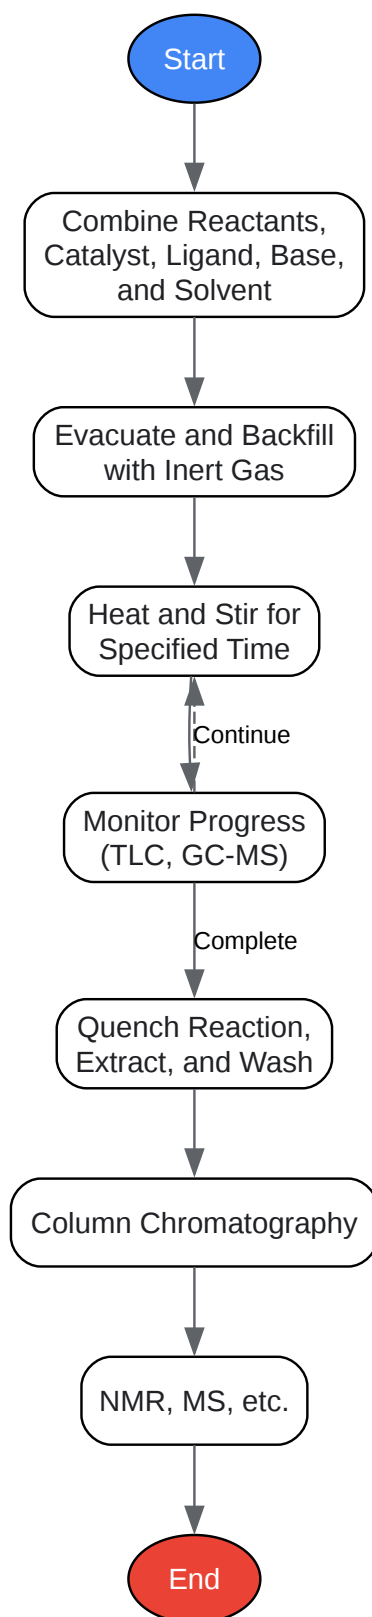 Start
Combine Reactants,
Catalyst, Ligand, Base,
and Solvent
Evacuate and Backfill
with Inert Gas
Heat and Stir for
Specified Time
Continue
Monitor Progress
(TLC, GC-MS)
Complete
Quench Reaction,
Extract, and Wash
Column Chromatography
NMR, MS, etc.
End